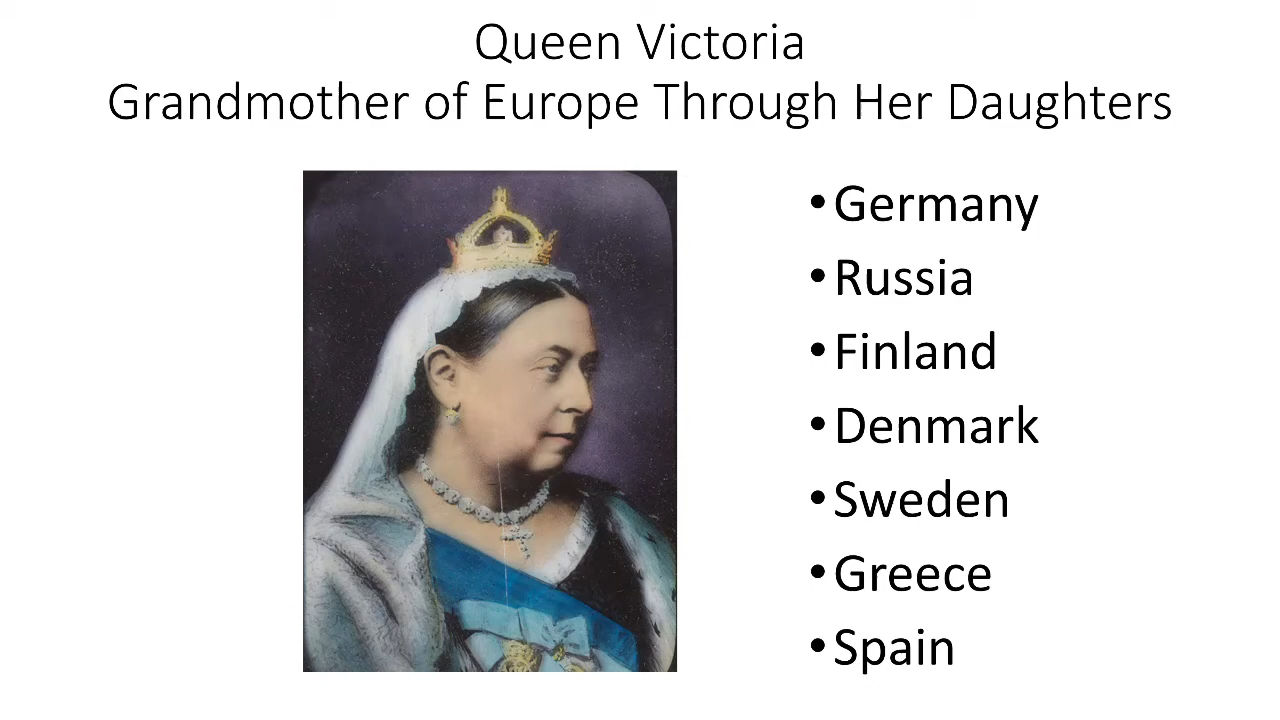 Queen Victoria
Grandmother of Europe Through Her Daughters
•Germany
•Russia
•Finland
•Denmark
•Sweden
•Greece
•Spain